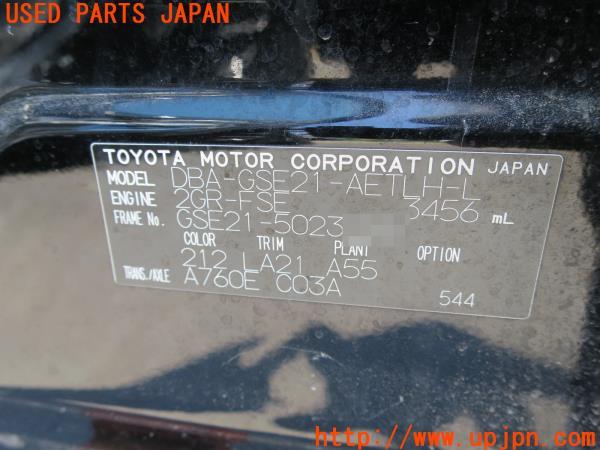 USED PARTS JAPAN
TOYOTA MOTOR CORPORATION JAPAN
MODEL DBA-GSE21-AETLH-L
ENGINE 2GR-FSE 3456 mL
FRAME No. GSE21-5023
COLOR TRIM PLANT OPTION
212 LA21 A55
TRANS./AXLE A760E C03A
544
http://www.upjpn.com/